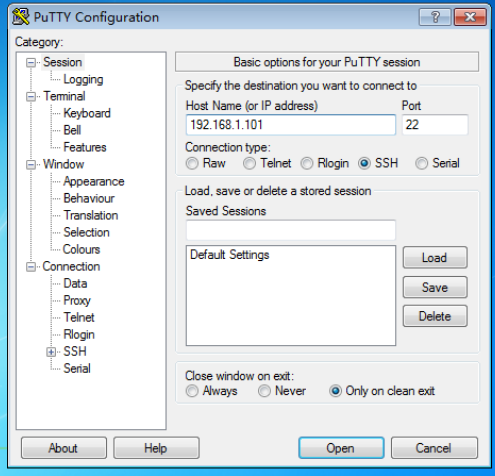 PuTTY Configuration
Category:
Session
Logging
Terminal
Keyboard
Bell
Features
Window
Appearance
Behaviour
Translation
Selection
Colours
Connection
Data
Proxy
Telnet
Rlogin
SSH
Serial
Basic options for your PuTTY session
Specify the destination you want to connect to
Host Name (or IP address) Port
192.168.1.101 22
Connection type:
Raw Telnet Rlogin SSH Serial
Load, save or delete a stored session
Saved Sessions
Default Settings
Load
Save
Delete
Close window on exit:
Always Never Only on clean exit
About Help Open Cancel